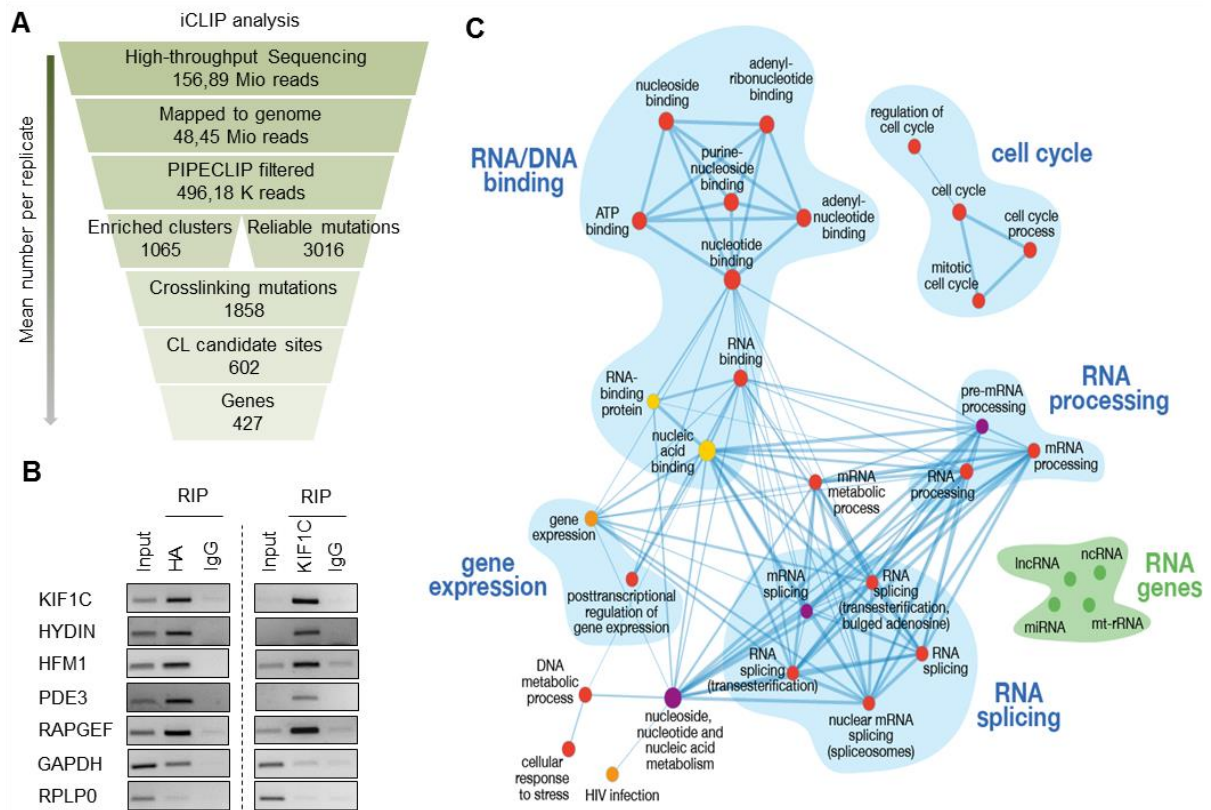 A
iCLIP analysis
Mean number per replicate
High-throughput Sequencing
156,89 Mio reads
Mapped to genome
48,45 Mio reads
PIPECLIP filtered
496,18 K reads
Enriched clusters
1065
Reliable mutations
3016
Crosslinking mutations
1858
CL candidate sites
602
Genes
427
B
RIP
RIP
Input
HA
IgG
Input
KIF1C
IgG
KIF1C
HYDIN
HFM1
PDE3
RAPGEF
GAPDH
RPLP0
C
RNA/DNA
binding
nucleoside
binding
adenyl-
ribonucleotide
binding
purine-
nucleoside
binding
ATP
binding
adenyl-
nucleotide
binding
nucleotide
binding
regulation of
cell cycle
cell cycle
cell cycle
cell cycle
process
mitotic
cell cycle
RNA
binding
RNA-
binding
protein
nucleic
acid
binding
RNA
processing
pre-mRNA
processing
mRNA
processing
RNA
processing
mRNA
metabolic
process
gene
expression
gene
expression
posttranscriptional
regulation of
gene expression
mRNA
splicing
RNA
splicing
(transesterification,
bulged adenosine)
RNA
splicing
(transesterification)
RNA
splicing
nuclear mRNA
splicing
(spliceosomes)
RNA
splicing
lncRNA
ncRNA
miRNA
mt-rRNA
RNA
genes
DNA
metabolic
process
nucleoside,
nucleotide and
nucleic acid
metabolism
cellular
response
to stress
HIV infection